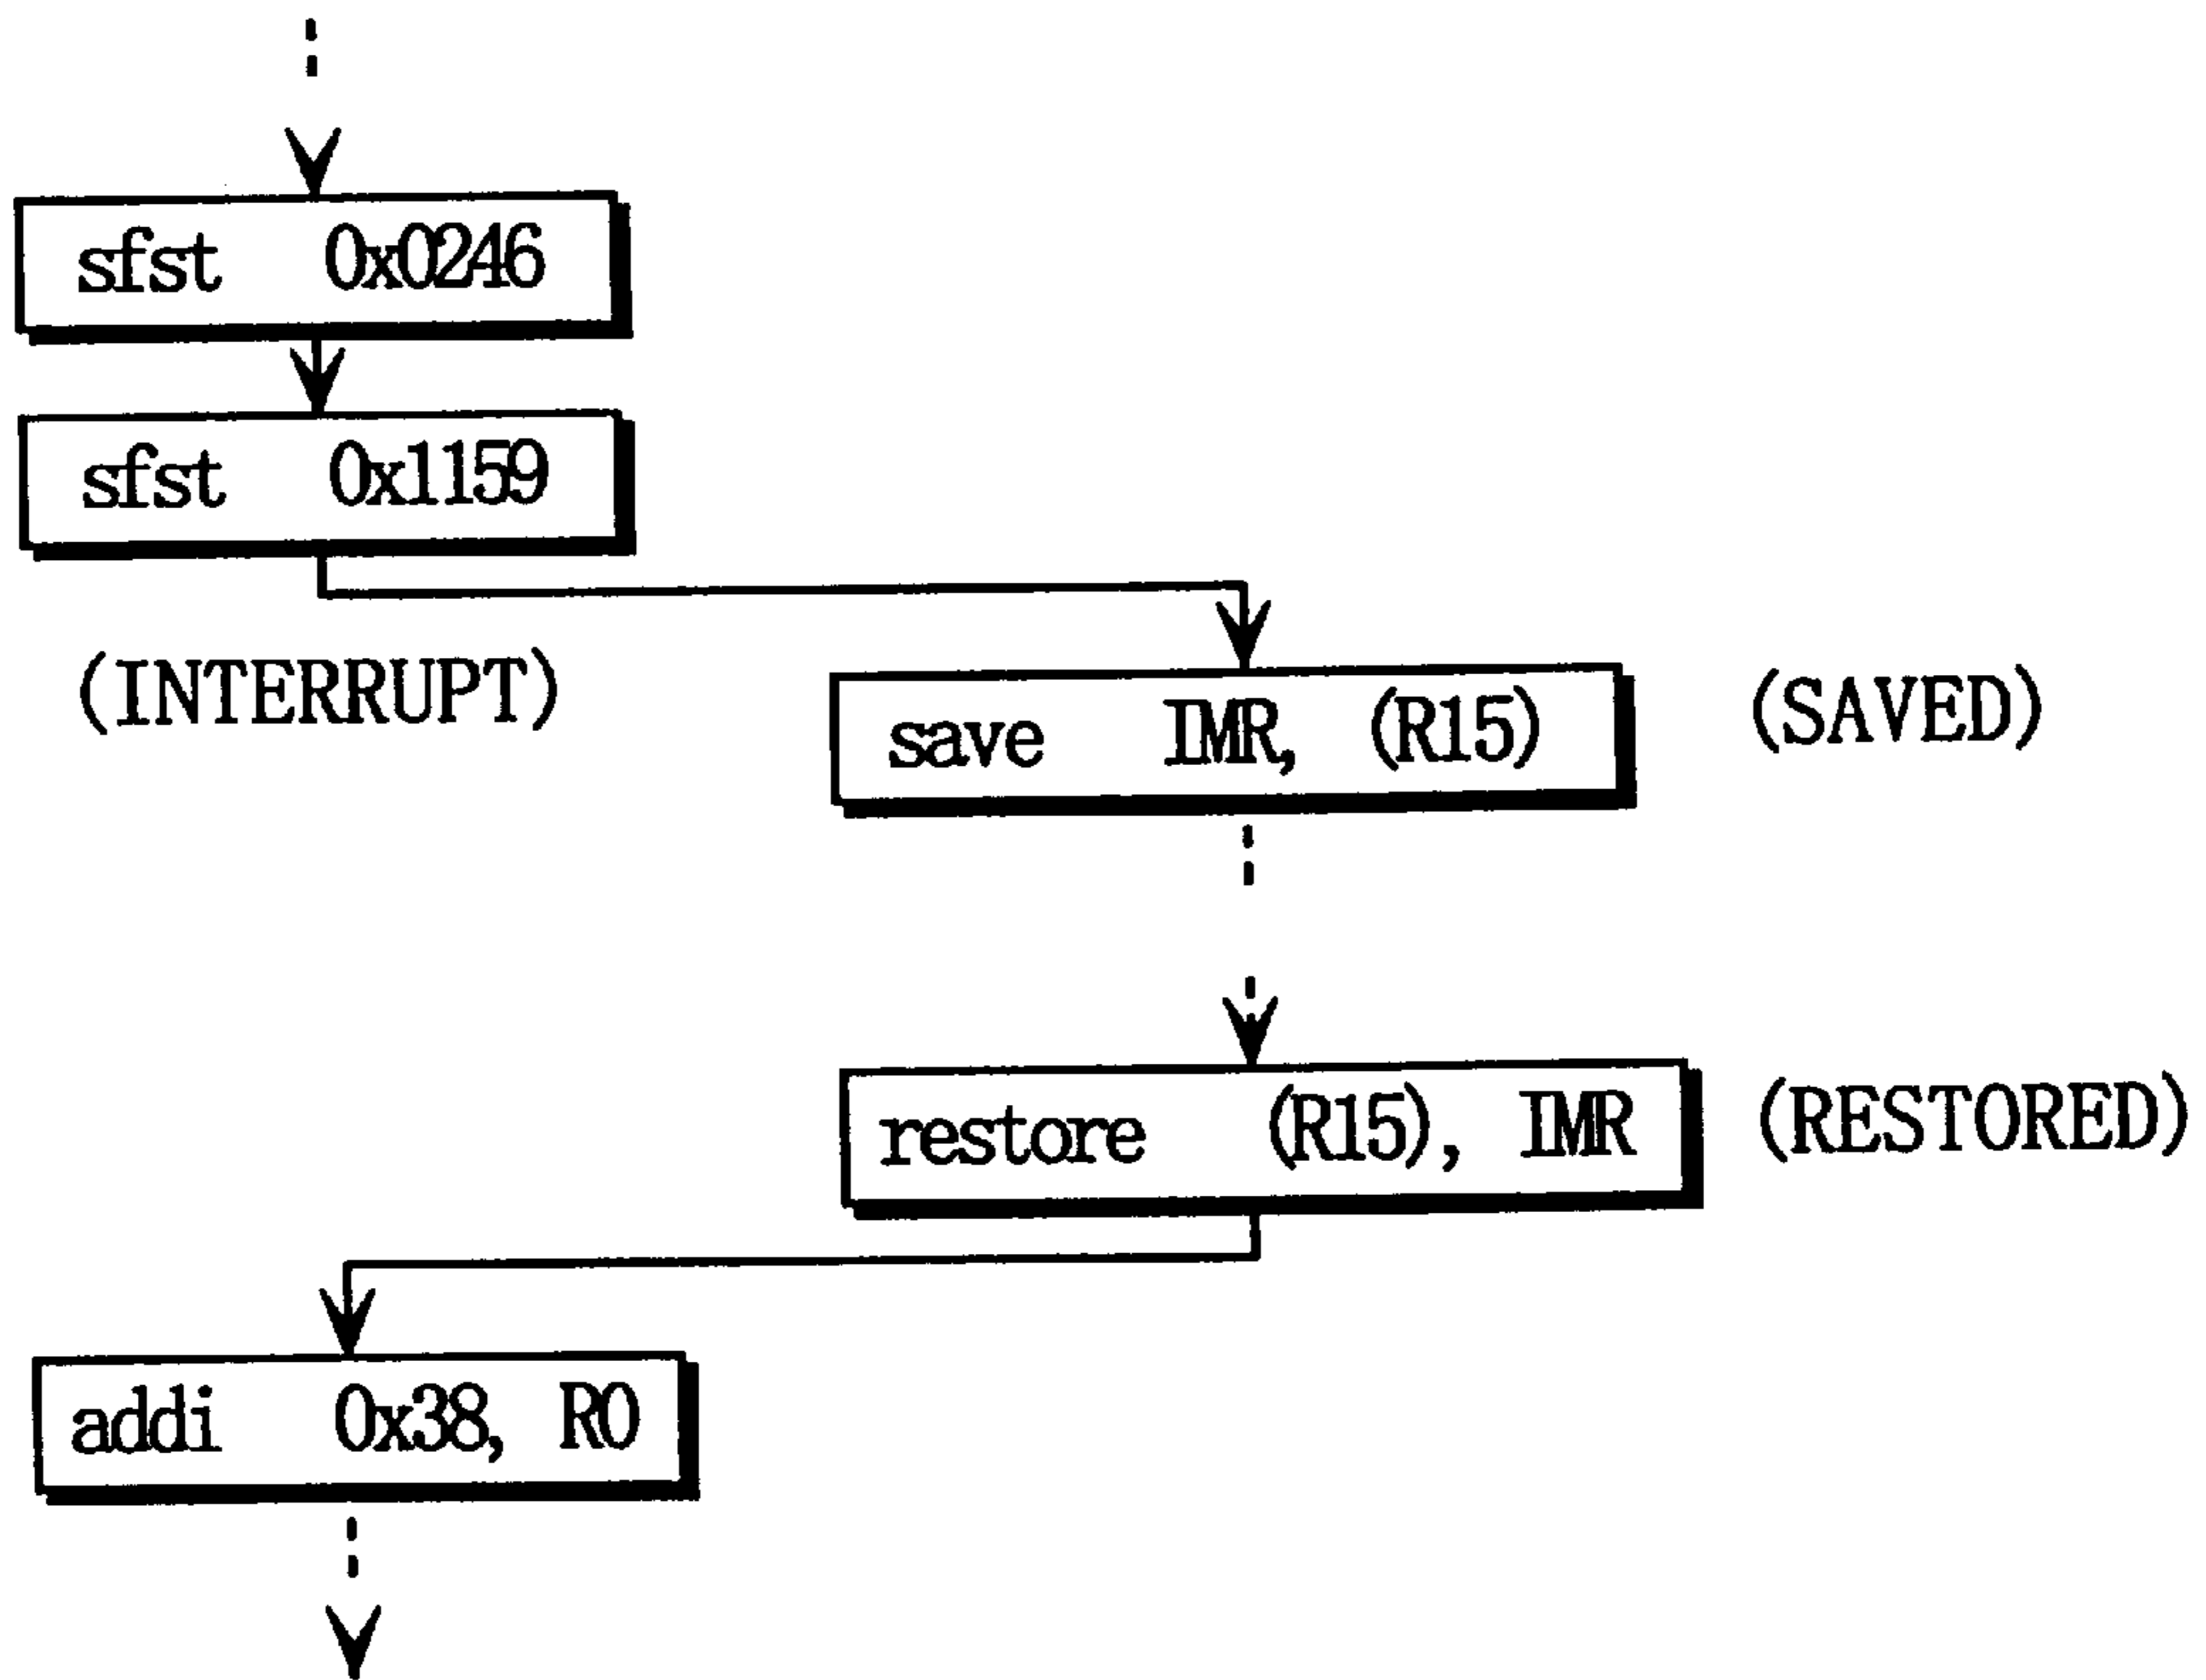 sfst 0x0246
sfst 0x1159
(INTERRUPT)
save IMR, (R15) (SAVED)
restore (R15), IMR (RESTORED)
addi 0x38, R0